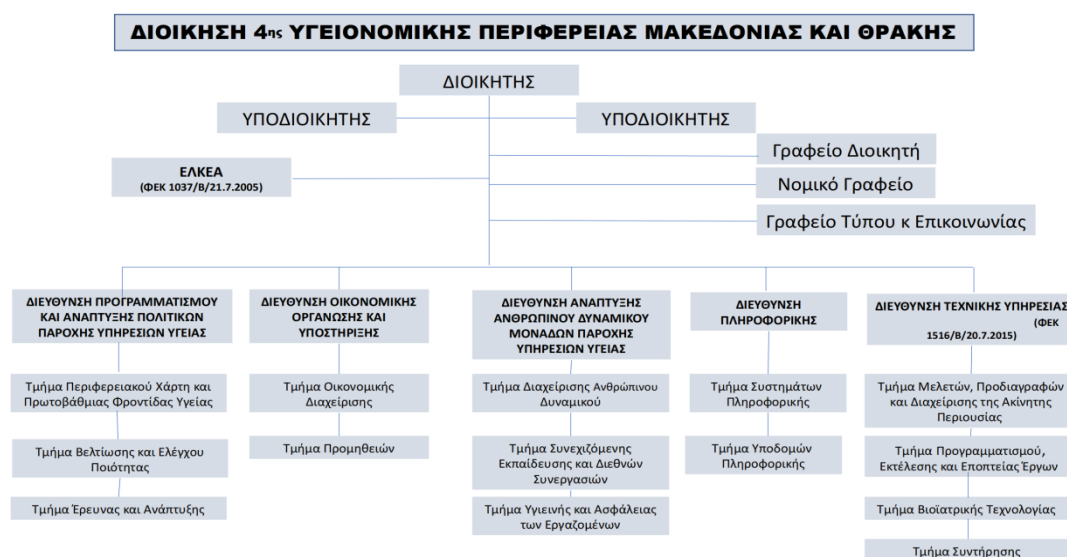 ΔΙΟΙΚΗΣΗ 4ης ΥΓΕΙΟΝΟΜΙΚΗΣ ΠΕΡΙΦΕΡΕΙΑΣ ΜΑΚΕΔΟΝΙΑΣ ΚΑΙ ΘΡΑΚΗΣ
ΔΙΟΙΚΗΤΗΣ
ΥΠΟΔΙΟΙΚΗΤΗΣ
ΥΠΟΔΙΟΙΚΗΤΗΣ
Γραφείο Διοικητή
ΕΛΚΕΑ
(ΦΕΚ 1037/Β/21.7.2005)
Νομικό Γραφείο
Γραφείο Τύπου κ Επικοινωνίας
ΔΙΕΥΘΥΝΣΗ ΠΡΟΓΡΑΜΜΑΤΙΣΜΟΥ
ΚΑΙ ΑΝΑΠΤΥΞΗΣ ΠΟΛΙΤΙΚΩΝ
ΠΑΡΟΧΗΣ ΥΠΗΡΕΣΙΩΝ ΥΓΕΙΑΣ
Τμήμα Περιφερειακού Χάρτη και
Πρωτοβάθμιας Φροντίδας Υγείας
Τμήμα Βελτίωσης και Ελέγχου
Ποιότητας
Τμήμα Έρευνας και Ανάπτυξης
ΔΙΕΥΘΥΝΣΗ ΟΙΚΟΝΟΜΙΚΗΣ
ΟΡΓΑΝΩΣΗΣ ΚΑΙ
ΥΠΟΣΤΗΡΙΞΗΣ
Τμήμα Οικονομικής
Διαχείρισης
Τμήμα Προμηθειών
ΔΙΕΥΘΥΝΣΗ ΑΝΑΠΤΥΞΗΣ
ΑΝΘΡΩΠΙΝΟΥ ΔΥΝΑΜΙΚΟΥ
ΜΟΝΑΔΩΝ ΠΑΡΟΧΗΣ
ΥΠΗΡΕΣΙΩΝ ΥΓΕΙΑΣ
Τμήμα Διαχείρισης Ανθρώπινου
Δυναμικού
Τμήμα Συνεχιζόμενης
Εκπαίδευσης και Διεθνών
Συνεργασιών
Τμήμα Υγιεινής και Ασφάλειας
των Εργαζομένων
ΔΙΕΥΘΥΝΣΗ
ΠΛΗΡΟΦΟΡΙΚΗΣ
Τμήμα Συστημάτων
Πληροφορικής
Τμήμα Υποδομών
Πληροφορικής
ΔΙΕΥΘΥΝΣΗ ΤΕΧΝΙΚΗΣ ΥΠΗΡΕΣΙΑΣ
(ΦΕΚ
1516/Β/20.7.2015)
Τμήμα Μελετών, Προδιαγραφών
και Διαχείρισης της Ακίνητης
Περιουσίας
Τμήμα Προγραμματισμού,
Εκτέλεσης και Εποπτείας Έργων
Τμήμα Βιοϊατρικής Τεχνολογίας
Τμήμα Συντήρησης